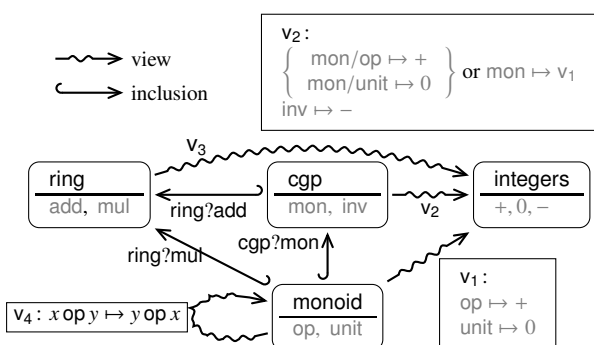 view
inclusion
v₂ :
{ mon/op ↦ +
mon/unit ↦ 0 } or mon ↦ v₁
inv ↦ −
v₃
ring
add, mul
ring?add
cgp
mon, inv
v₂
integers
+, 0, −
ring?mul
cgp?mon
v₄ : x op y ↦ y op x
monoid
op, unit
v₁ :
op ↦ +
unit ↦ 0